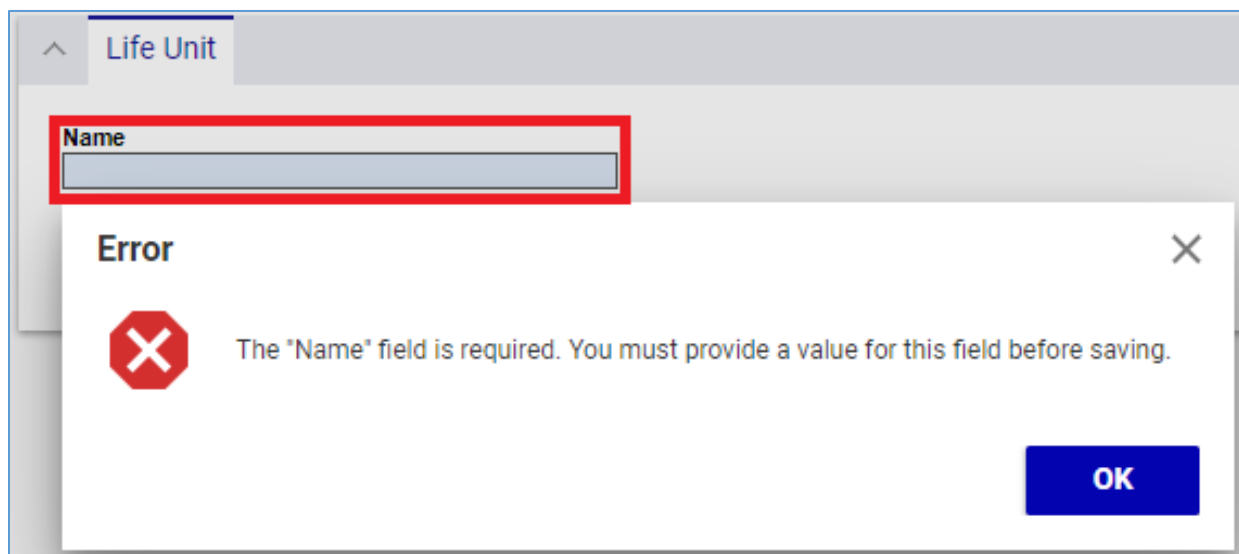 Life Unit
Name
Error
The "Name" field is required. You must provide a value for this field before saving.
OK